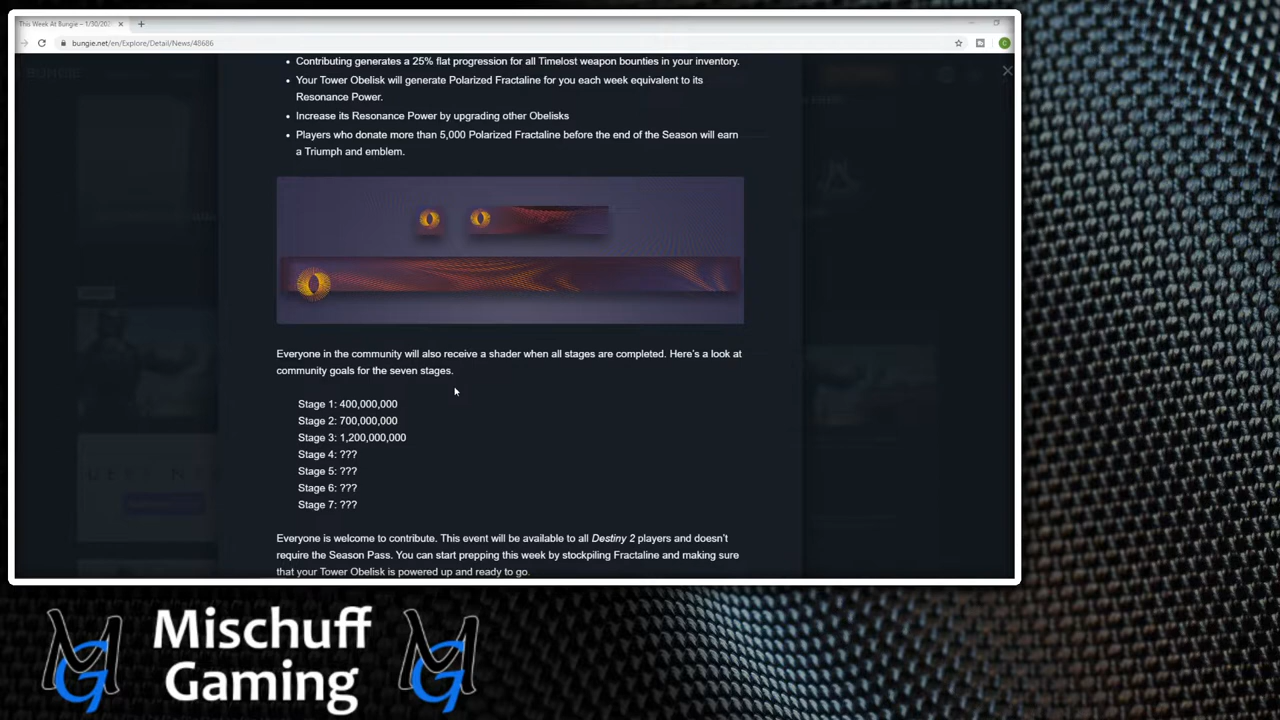 This Week At Bungie – 1/30/202
bungie.net/en/Explore/Detail/News/48686
Contributing generates a 25% flat progression for all Timelost weapon bounties in your inventory.
Your Tower Obelisk will generate Polarized Fractaline for you each week equivalent to its
Resonance Power.
Increase its Resonance Power by upgrading other Obelisks
Players who donate more than 5,000 Polarized Fractaline before the end of the Season will earn
a Triumph and emblem.
Everyone in the community will also receive a shader when all stages are completed. Here's a look at
community goals for the seven stages.
Stage 1: 400,000,000
Stage 2: 700,000,000
Stage 3: 1,200,000,000
Stage 4: ???
Stage 5: ???
Stage 6: ???
Stage 7: ???
Everyone is welcome to contribute. This event will be available to all Destiny 2 players and doesn't
require the Season Pass. You can start prepping this week by stockpiling Fractaline and making sure
that your Tower Obelisk is powered up and ready to go.
MG Mischuff MG
Gaming